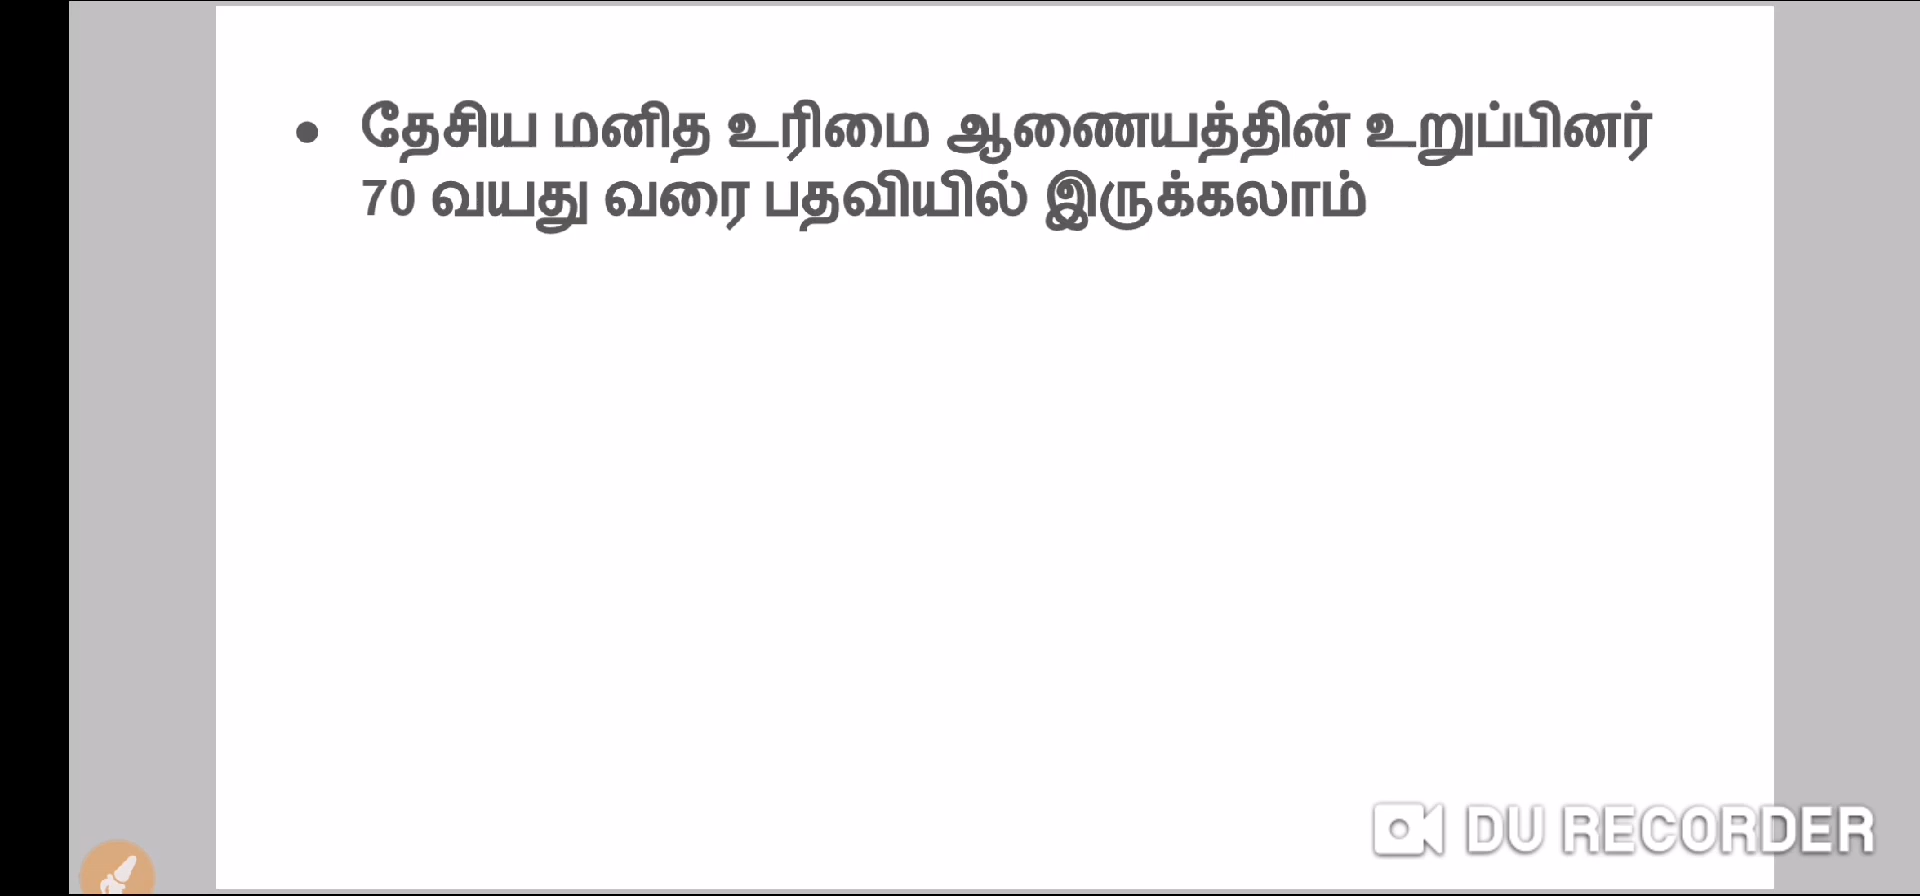 • தேசிய மனித உரிமை ஆணையத்தின் உறுப்பினர்
70 வயது வரை பதவியில் இருக்கலாம்
DU RECORDER